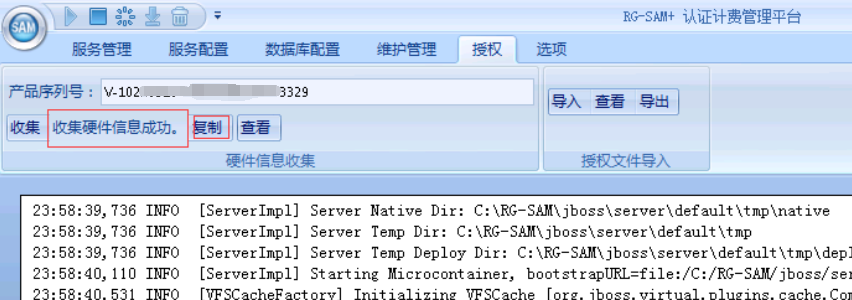 SAM
RG-SAM+ 认证计费管理平台
服务管理 服务配置 数据库配置 维护管理 授权 选项
产品序列号： V-102 3329
导入 查看 导出
收集 收集硬件信息成功。 复制 查看
硬件信息收集 授权文件导入
23:58:39,736 INFO [ServerImpl] Server Native Dir: C:\RG-SAM\jboss\server\default\tmp\native
23:58:39,736 INFO [ServerImpl] Server Temp Dir: C:\RG-SAM\jboss\server\default\tmp
23:58:39,736 INFO [ServerImpl] Server Temp Deploy Dir: C:\RG-SAM\jboss\server\default\tmp\depl
23:58:40,110 INFO [ServerImpl] Starting Microcontainer, bootstrapURL=file:/C:/RG-SAM/jboss/ser
23:58:40,531 INFO [VFSCacheFactory] Initializing VFSCache [org.jboss.virtual.plugins.cache.Com